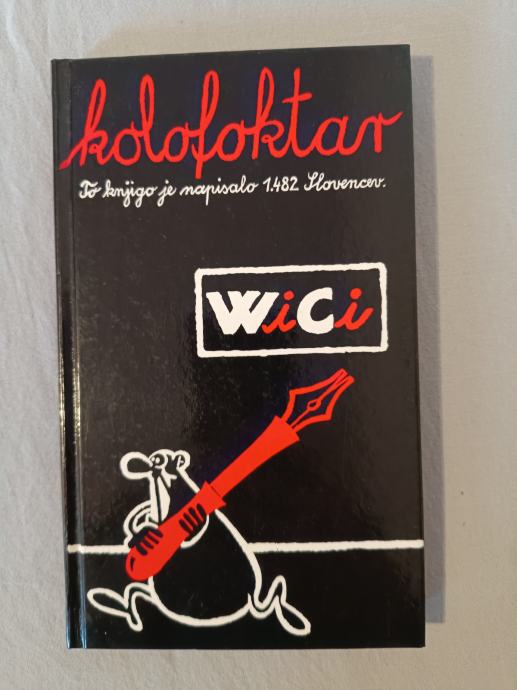 kolofoktar
To knjigo je napisalo 1.482 Slovencev.
WiCi